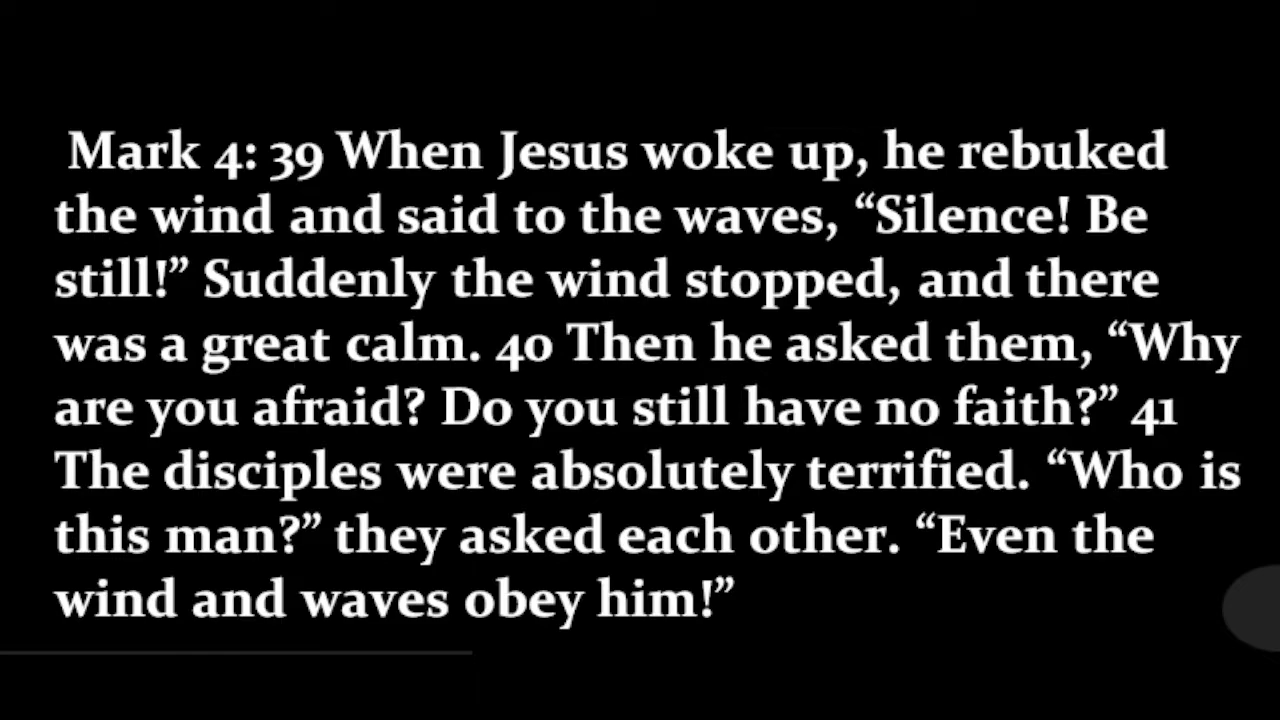 Mark 4: 39 When Jesus woke up, he rebuked
the wind and said to the waves, “Silence! Be
still!” Suddenly the wind stopped, and there
was a great calm. 40 Then he asked them, “Why
are you afraid? Do you still have no faith?” 41
The disciples were absolutely terrified. “Who is
this man?” they asked each other. “Even the
wind and waves obey him!”